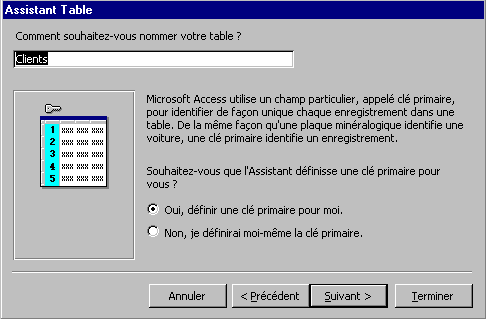 Assistant Table
Comment souhaitez-vous nommer votre table ?
Clients
Microsoft Access utilise un champ particulier, appelé clé primaire,
pour identifier de façon unique chaque enregistrement dans une
table. De la même façon qu'une plaque minéralogique identifie une
voiture, une clé primaire identifie un enregistrement.
1 xxx xxx xxx
2 xxx xxx xxx
3 xxx xxx xxx
4 xxx xxx xxx
5 xxx xxx xxx
Souhaitez-vous que l'Assistant définisse une clé primaire pour
vous ?
Oui, définir une clé primaire pour moi.
Non, je définirai moi-même la clé primaire.
Annuler
< Précédent
Suivant >
Terminer